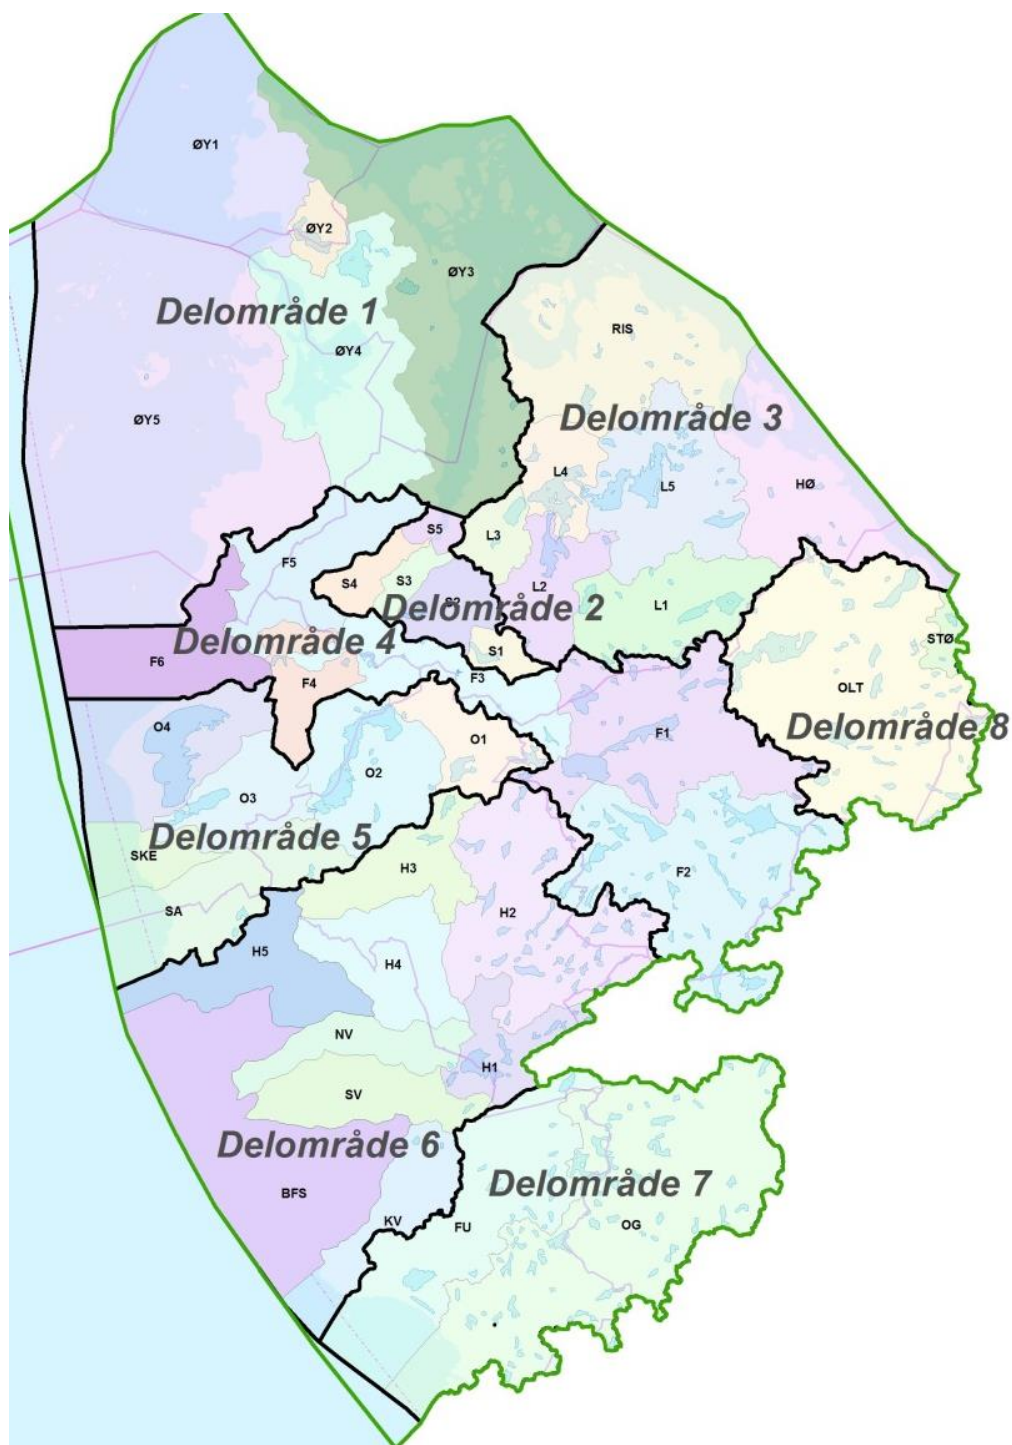 ØY1
ØY2
ØY3
Delområde 1
RIS
ØY4
Delområde 3
ØY5
L4
L5
HØ
L3
S5
F5
S4
S3
L2
S2
Delområde 2
L1
STØ
Delområde 4
S1
F6
F4
F3
OLT
O4
Delområde 8
F1
O1
O2
O3
Delområde 5
SKE
H3
F2
SA
H2
H5
H4
NV
H1
SV
Delområde 6
BFS
Delområde 7
KV
FU
OG